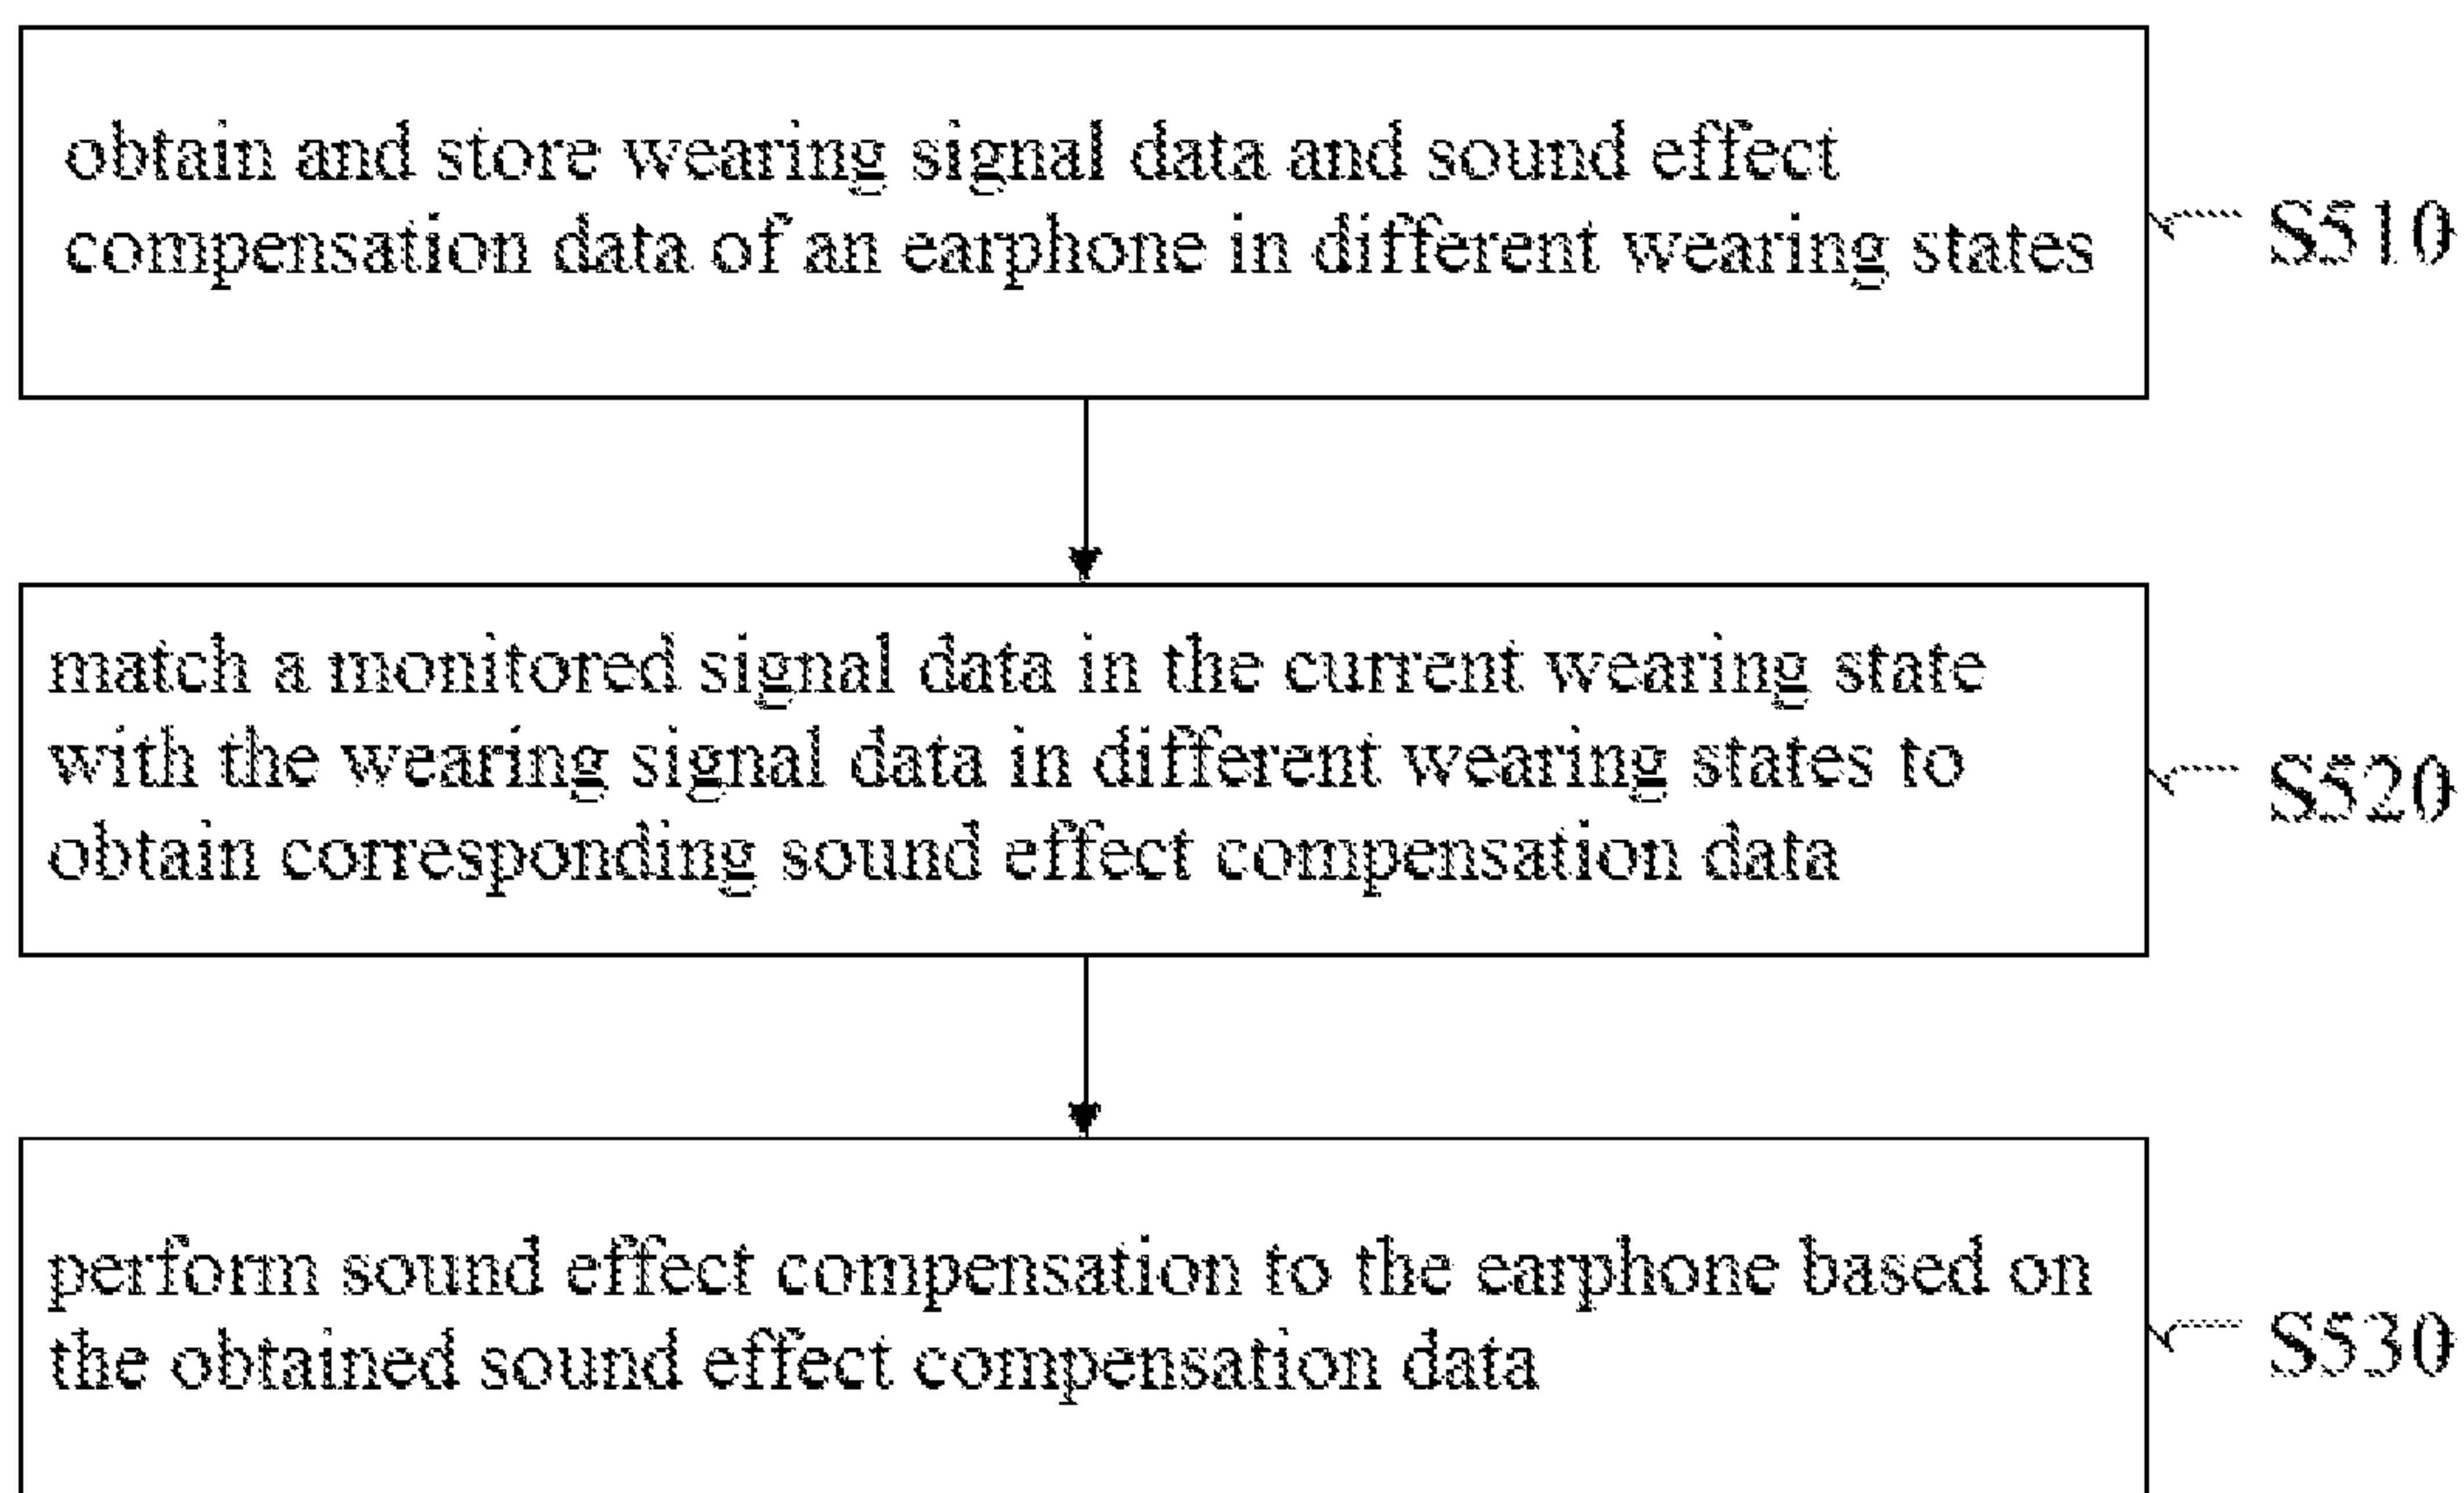 obtain and store wearing signal data and sound effect
compensation data of an earphone in different wearing states
S510
match a monitored signal data in the current wearing state
with the wearing signal data in different wearing states to
obtain corresponding sound effect compensation data
S520
perform sound effect compensation to the earphone based on
the obtained sound effect compensation data
S530